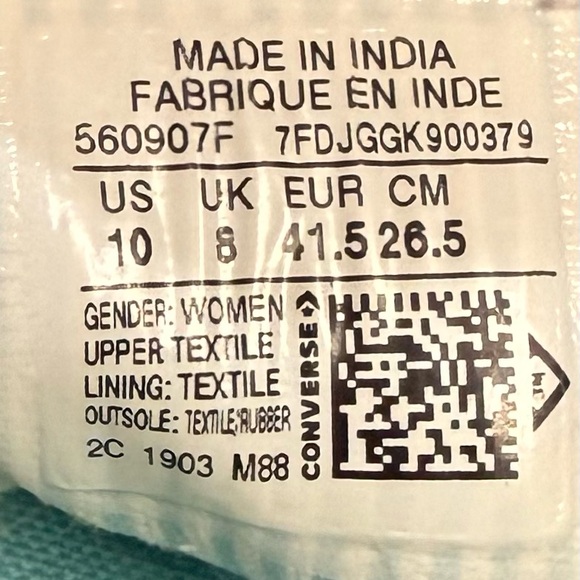 MADE IN INDIA
FABRIQUE EN INDE
560907F 7FDJGGK900379
US UK EUR CM
10 8 41.5 26.5
GENDER: WOMEN
UPPER TEXTILE
LINING: TEXTILE
OUTSOLE: TEXTILE/RUBBER
2C 1903 M88
CONVERSE